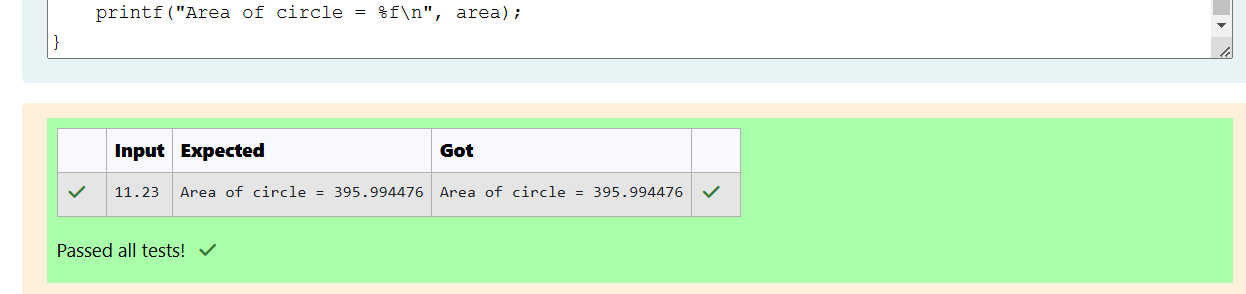 printf("Area of circle = %f\n", area);
}
Input Expected Got
11.23 Area of circle = 395.994476 Area of circle = 395.994476
Passed all tests!